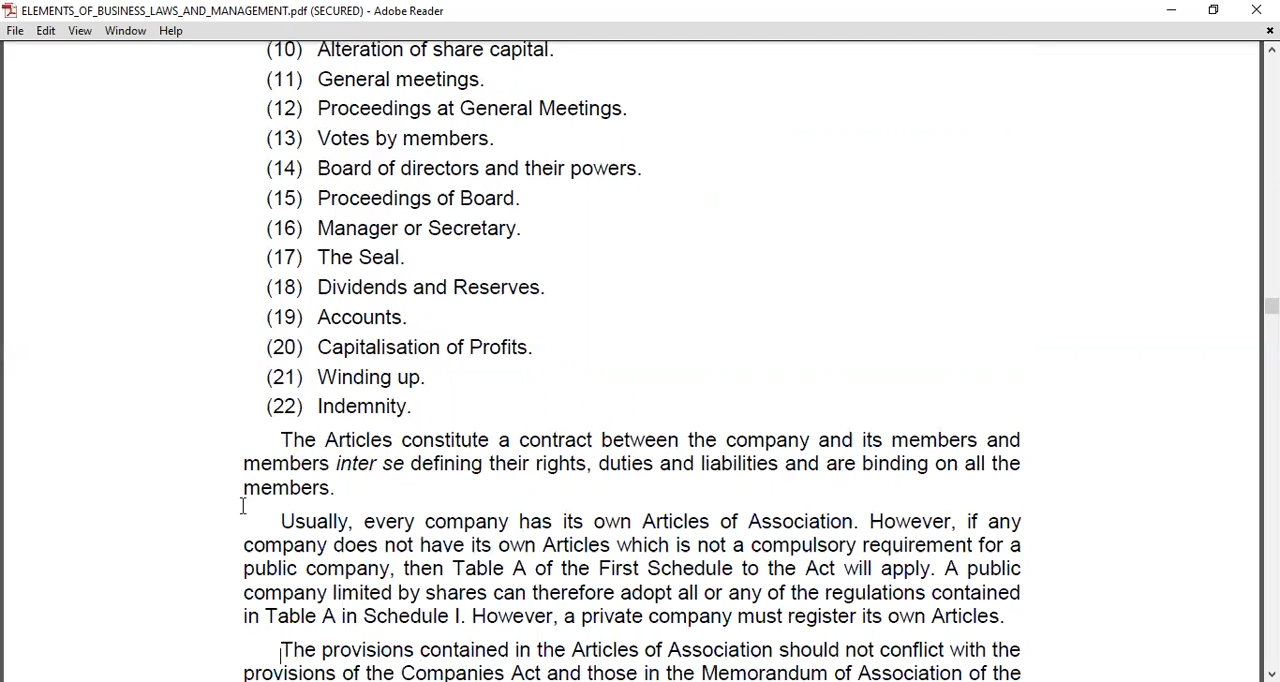 ELEMENTS_OF_BUSINESS_LAWS_AND_MANAGEMENT.pdf (SECURED) - Adobe Reader
File Edit View Window Help
(10) Alteration of share capital.
(11) General meetings.
(12) Proceedings at General Meetings.
(13) Votes by members.
(14) Board of directors and their powers.
(15) Proceedings of Board.
(16) Manager or Secretary.
(17) The Seal.
(18) Dividends and Reserves.
(19) Accounts.
(20) Capitalisation of Profits.
(21) Winding up.
(22) Indemnity.
The Articles constitute a contract between the company and its members and
members inter se defining their rights, duties and liabilities and are binding on all the
members.
Usually, every company has its own Articles of Association. However, if any
company does not have its own Articles which is not a compulsory requirement for a
public company, then Table A of the First Schedule to the Act will apply. A public
company limited by shares can therefore adopt all or any of the regulations contained
in Table A in Schedule I. However, a private company must register its own Articles.
The provisions contained in the Articles of Association should not conflict with the
provisions of the Companies Act and those in the Memorandum of Association of the